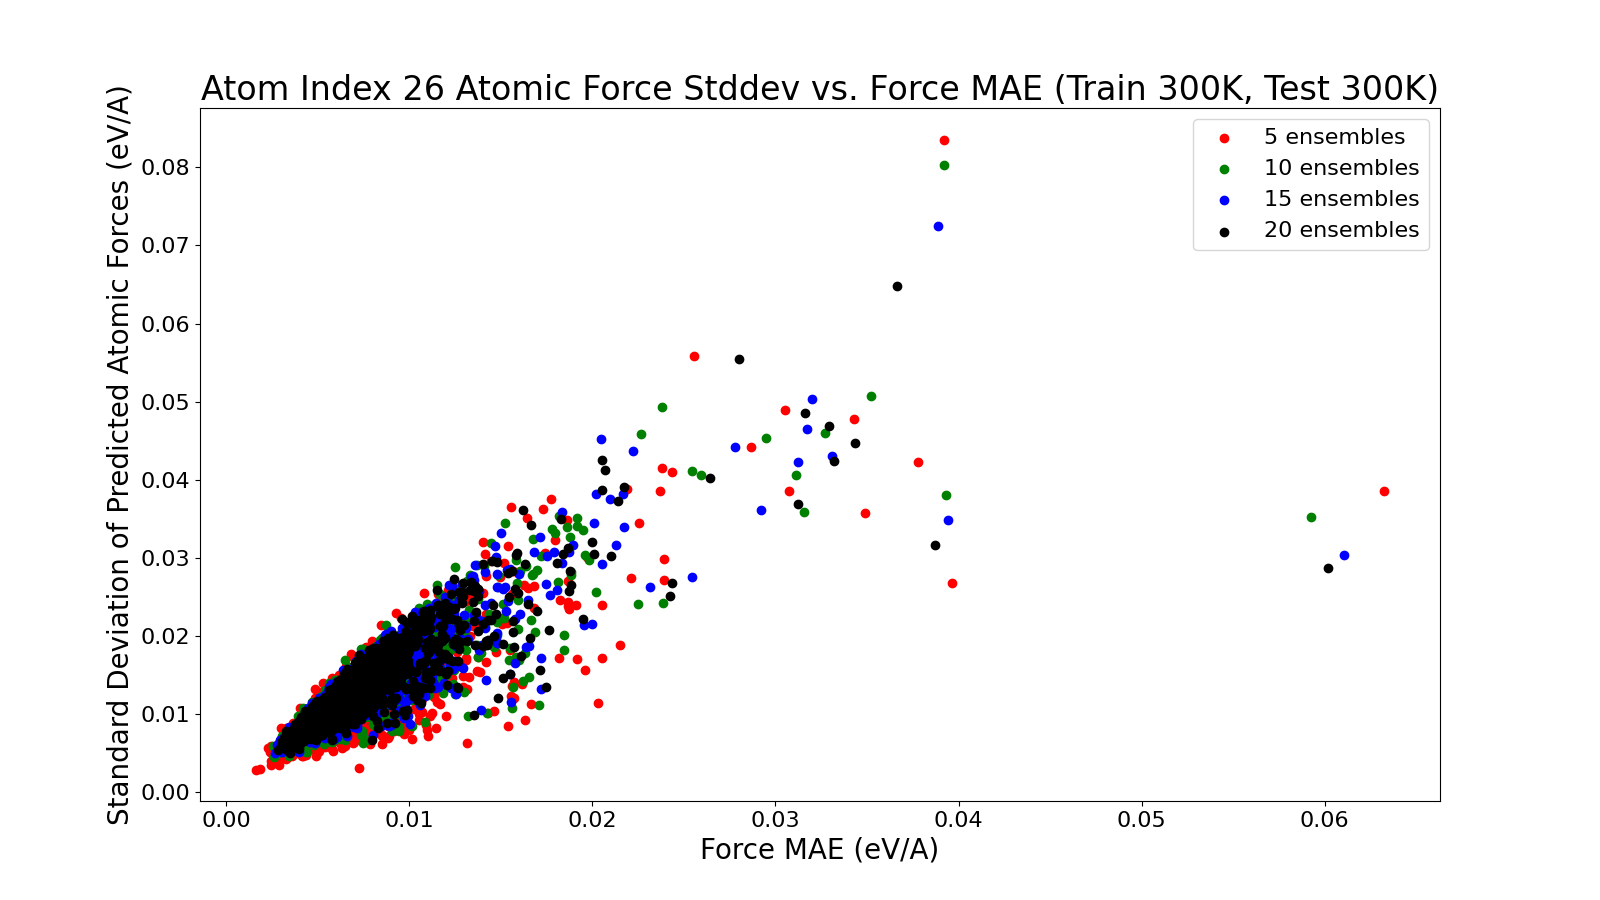 Atom Index 26 Atomic Force Stddev vs. Force MAE (Train 300K, Test 300K)
Standard Deviation of Predicted Atomic Forces (eV/A)
0.08
0.07
0.06
0.05
0.04
0.03
0.02
0.01
0.00
5 ensembles
10 ensembles
15 ensembles
20 ensembles
0.00 0.01 0.02 0.03 0.04 0.05 0.06
Force MAE (eV/A)